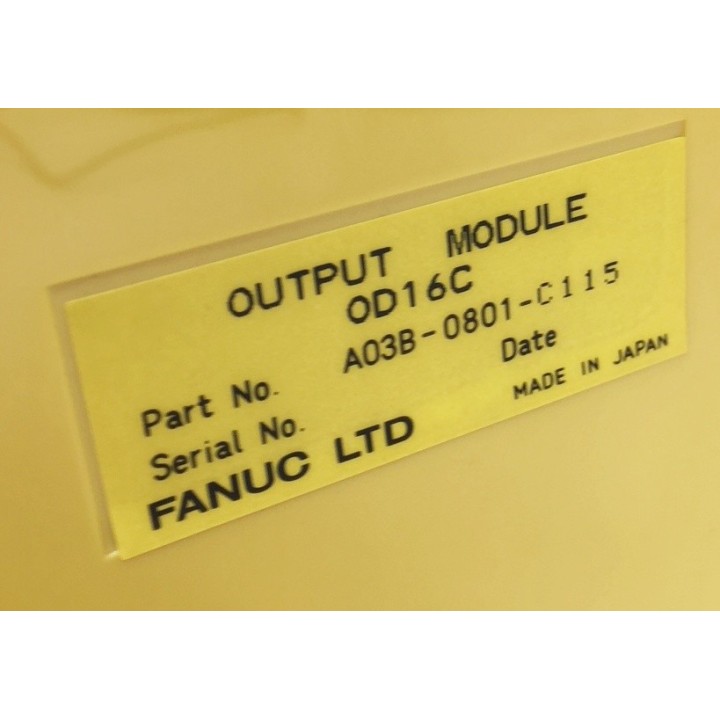 OUTPUT MODULE
OD16C
Part No. A03B-0801-C115
Serial No. Date
FANUC LTD MADE IN JAPAN